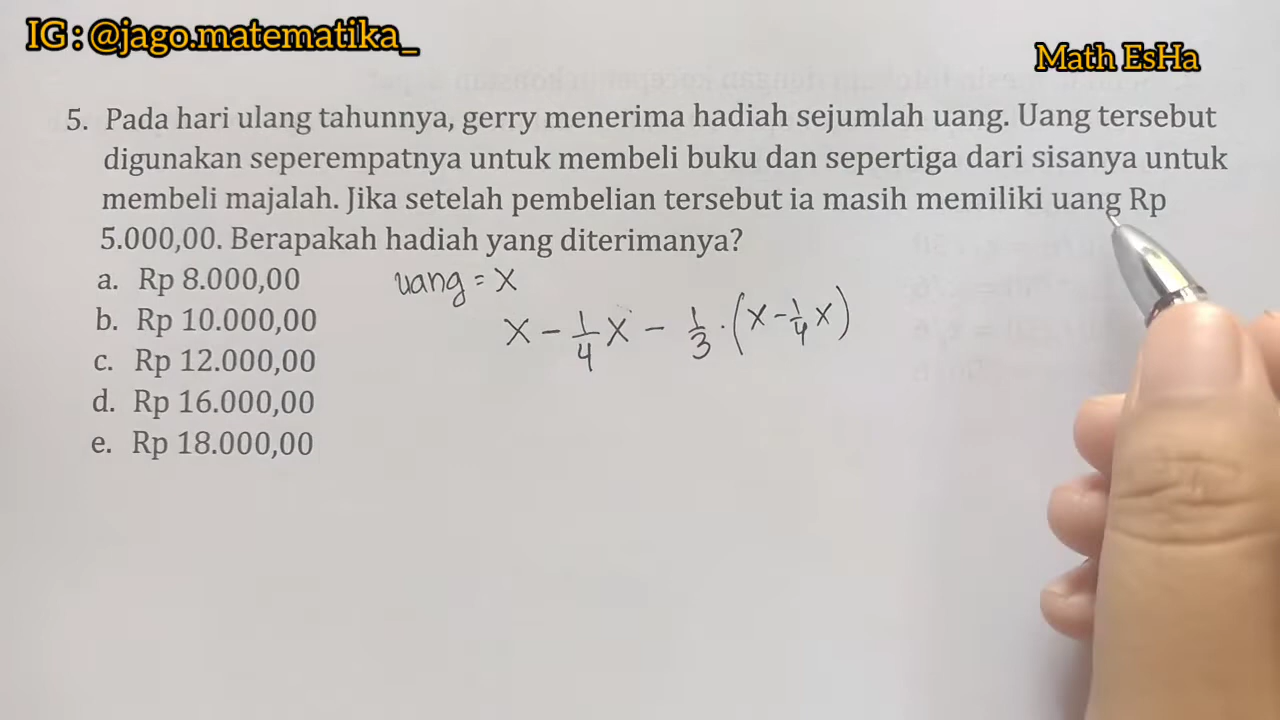 IG : @jago.matematika_
Math EsHa
5. Pada hari ulang tahunnya, gerry menerima hadiah sejumlah uang. Uang tersebut
digunakan seperempatnya untuk membeli buku dan sepertiga dari sisanya untuk
membeli majalah. Jika setelah pembelian tersebut ia masih memiliki uang Rp
5.000,00. Berapakah hadiah yang diterimanya?
a. Rp 8.000,00
b. Rp 10.000,00
c. Rp 12.000,00
d. Rp 16.000,00
e. Rp 18.000,00
uang = x
x - 1/4 x - 1/3 · (x - 1/4 x)